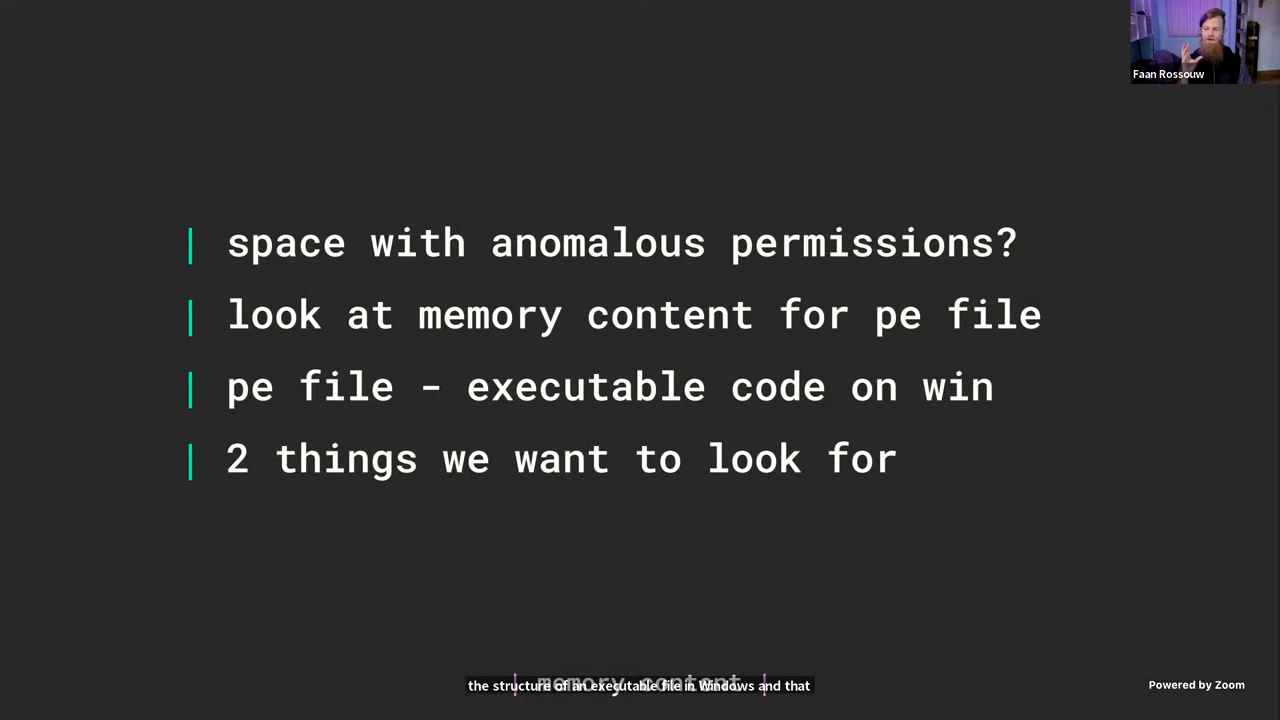 Faan Rossouw
| space with anomalous permissions?
| look at memory content for pe file
| pe file - executable code on win
| 2 things we want to look for
| memory content |
the structure of an executable file in Windows and that
Powered by Zoom